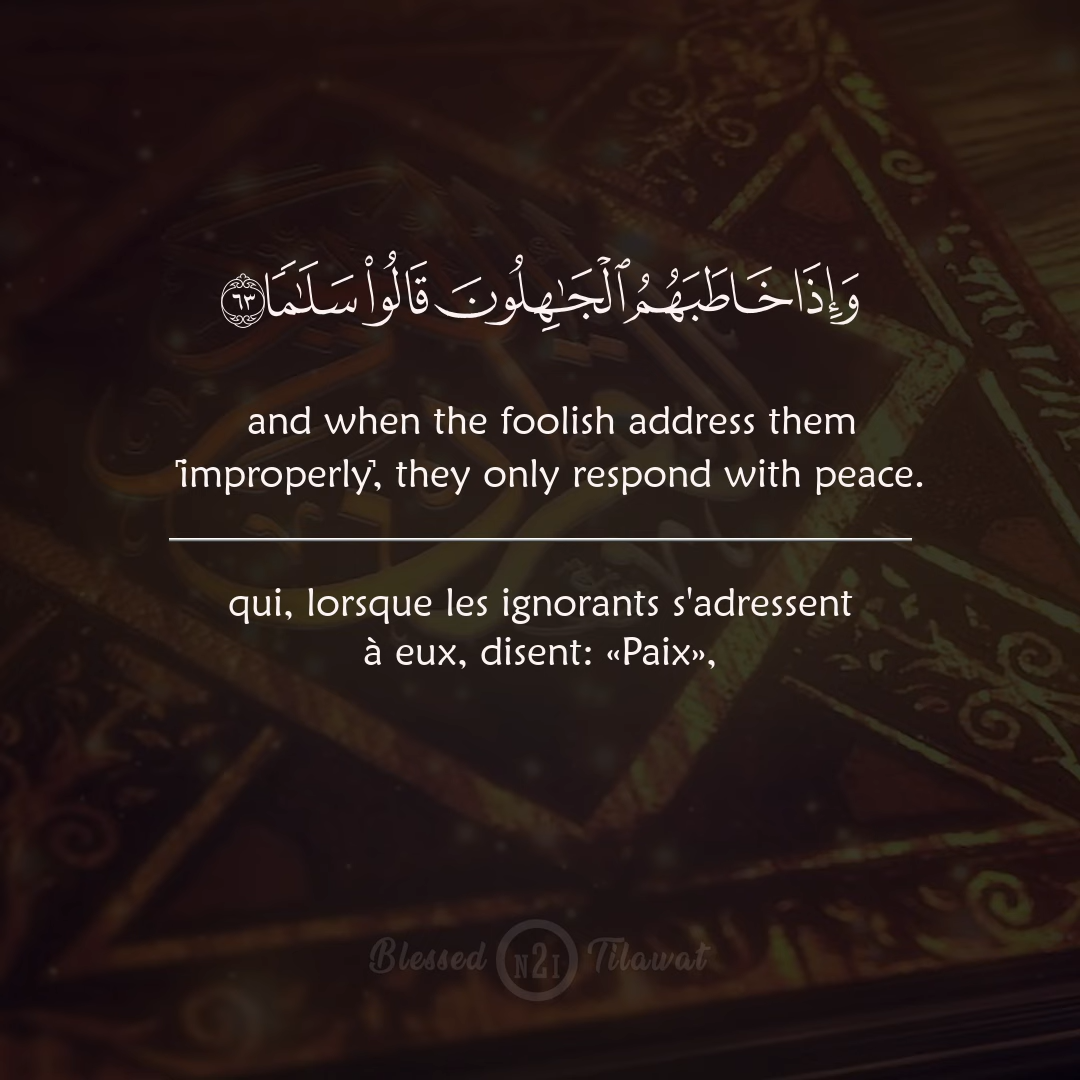 وَإِذَا خَاطَبَهُمُ ٱلْجَـٰهِلُونَ قَالُوا۟ سَلَـٰمًا ٦٣
and when the foolish address them
˹improperly˺, they only respond with peace.
qui, lorsque les ignorants s'adressent
à eux, disent: «Paix»,
Blessed N2I Tilawat